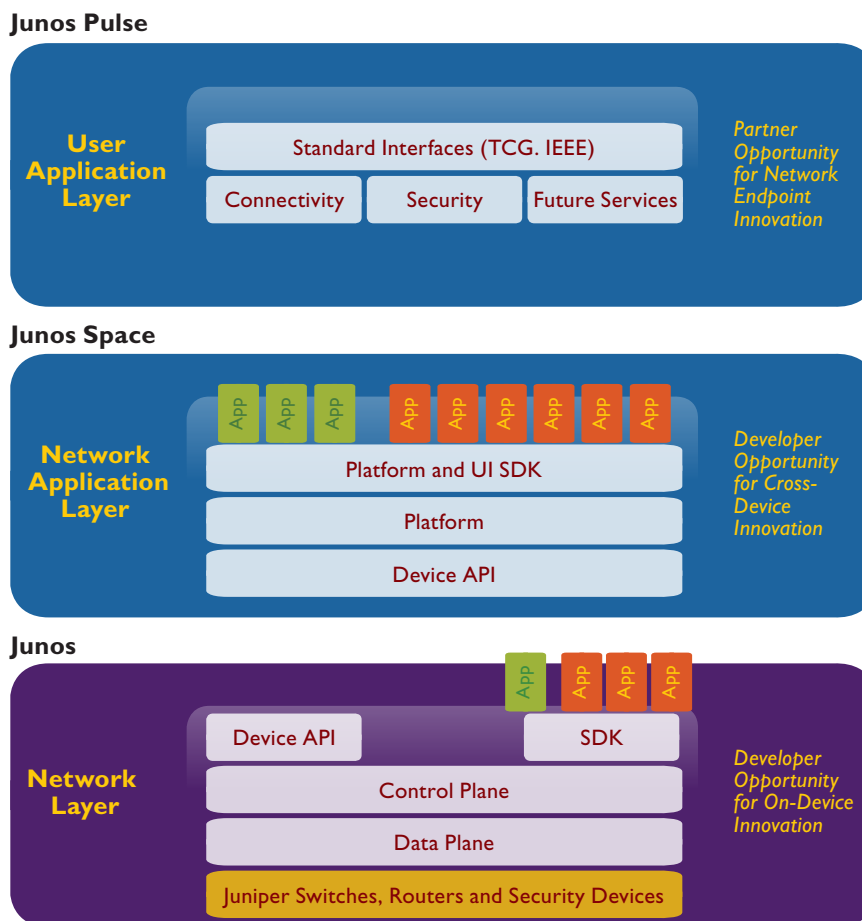 Junos Pulse
User
Application
Layer
Standard Interfaces (TCG. IEEE)
Connectivity
Security
Future Services
Partner
Opportunity
for Network
Endpoint
Innovation
Junos Space
Network
Application
Layer
App
App
App
App
App
App
App
App
App
Platform and UI SDK
Platform
Device API
Developer
Opportunity
for Cross-
Device
Innovation
Junos
Network
Layer
App
App
App
App
Device API
SDK
Control Plane
Data Plane
Juniper Switches, Routers and Security Devices
Developer
Opportunity
for On-Device
Innovation